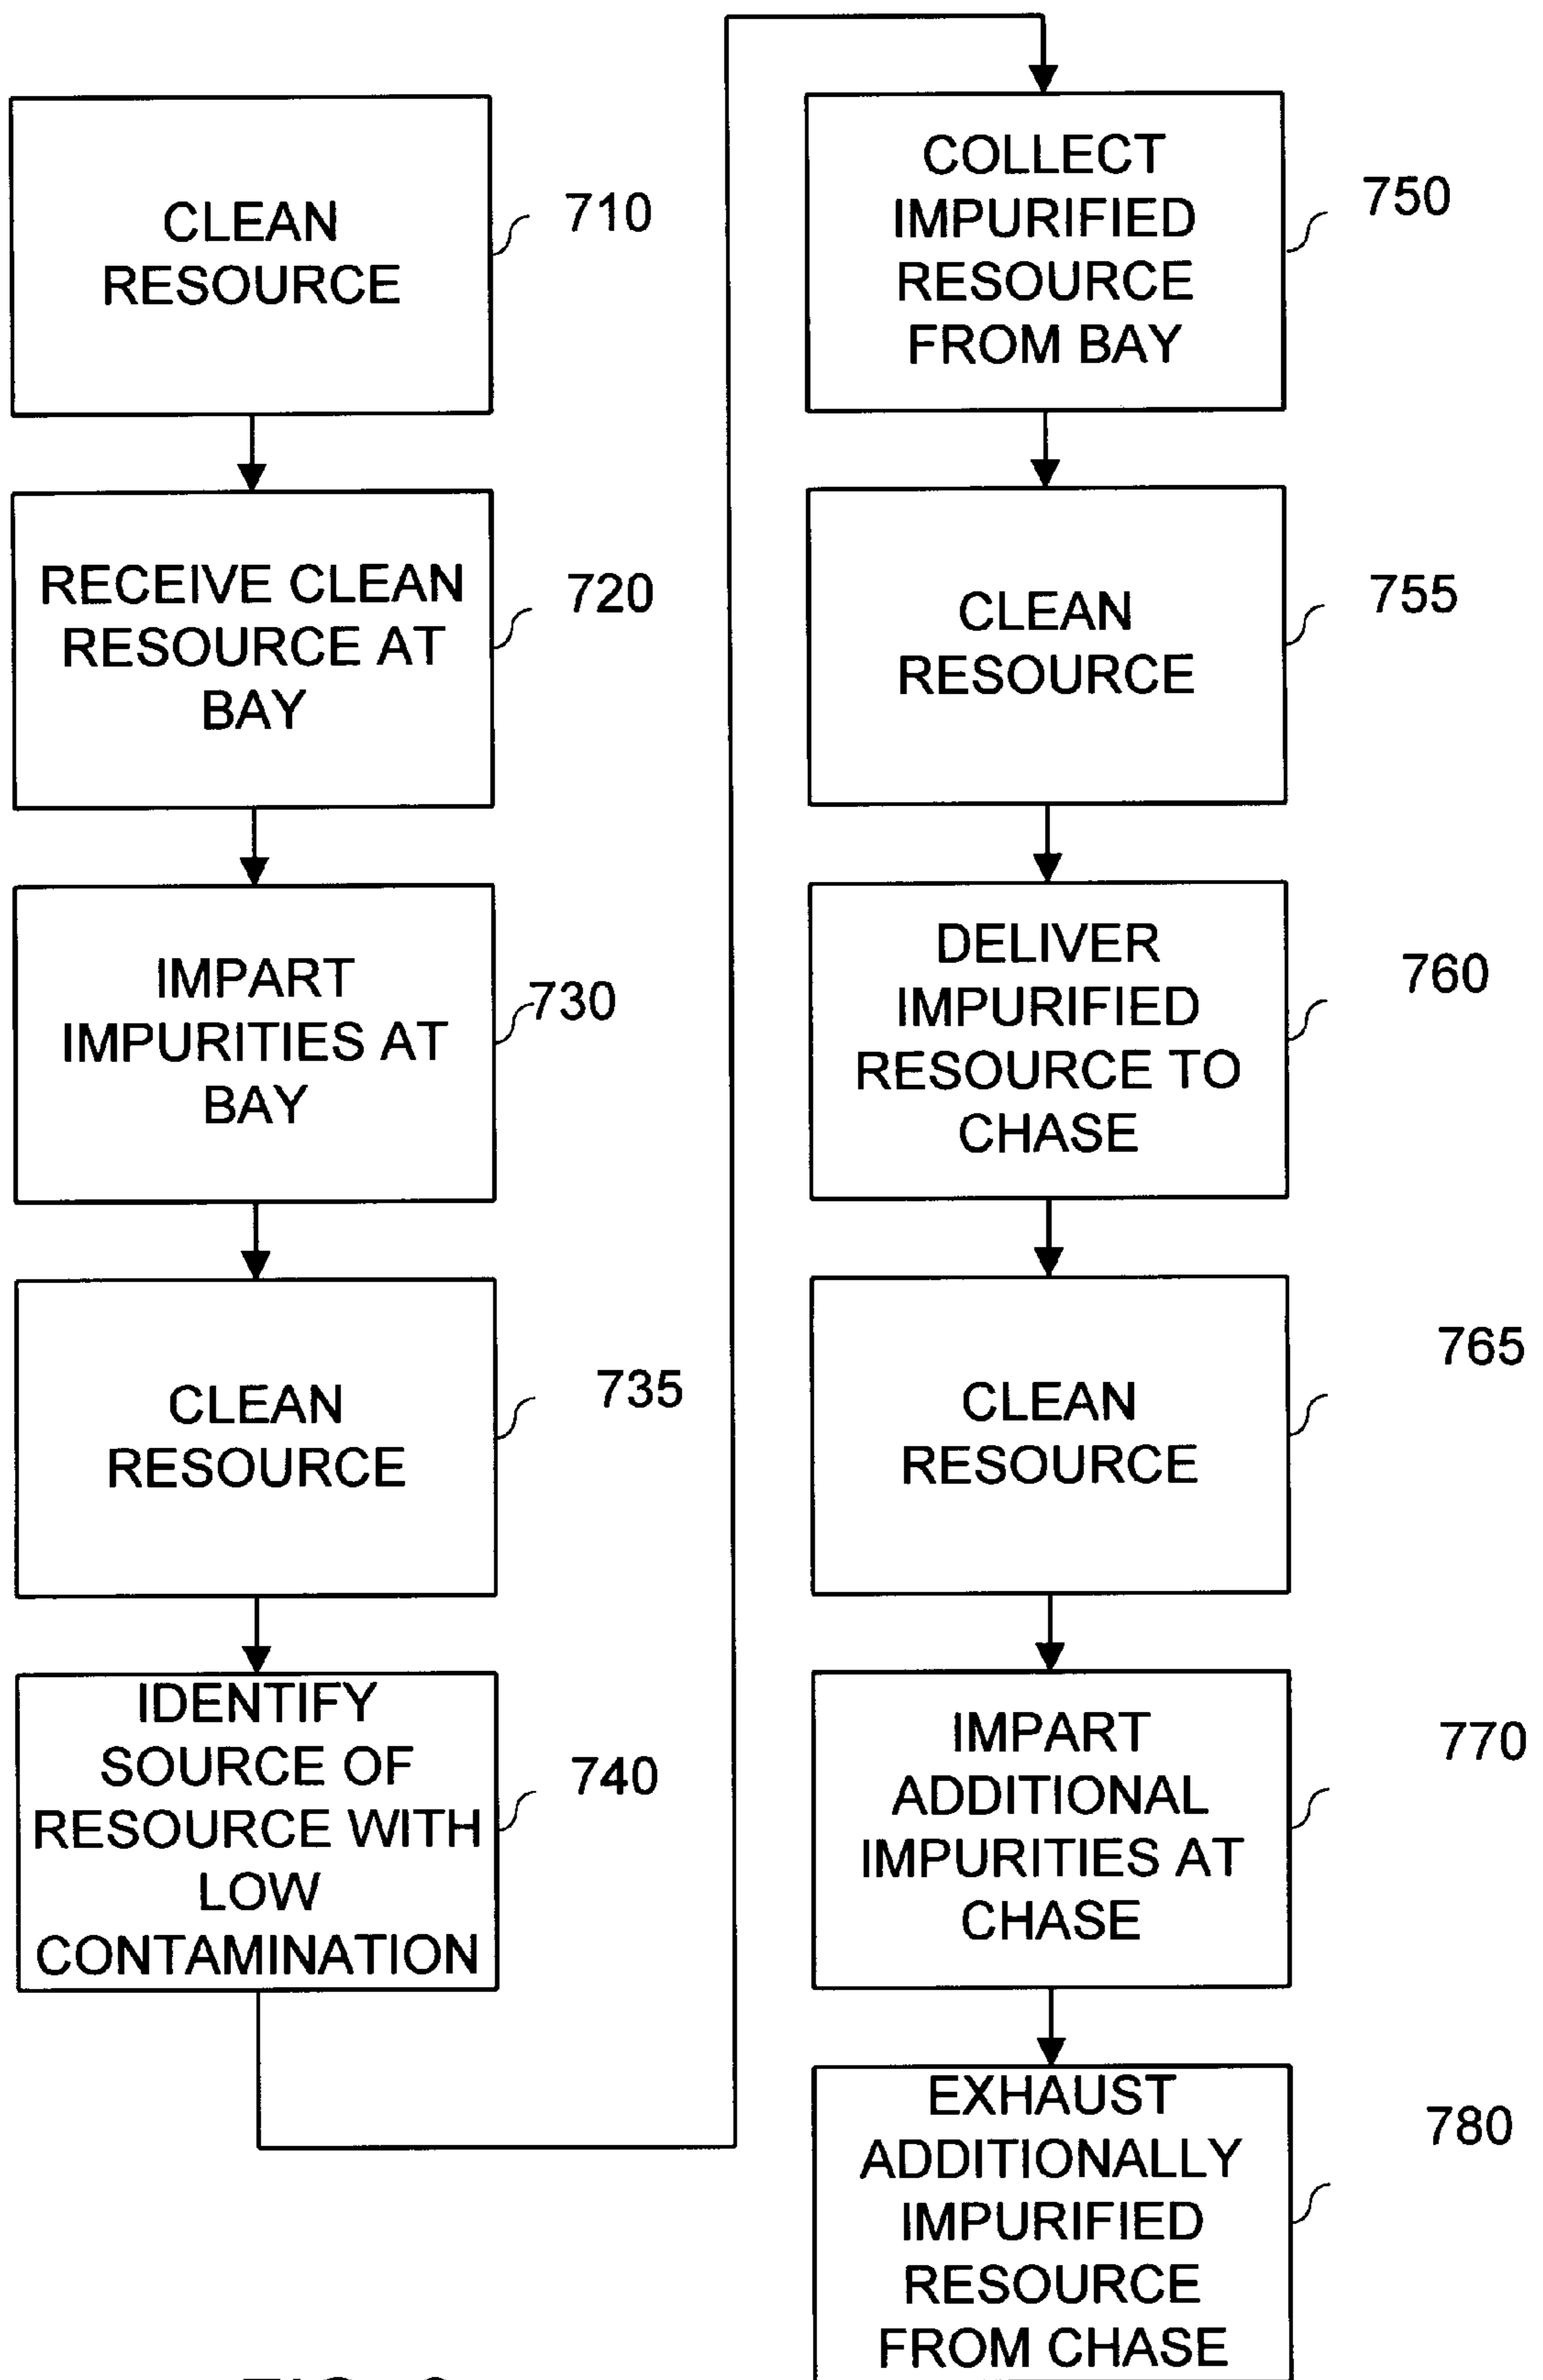 CLEAN
RESOURCE
710
RECEIVE CLEAN
RESOURCE AT
BAY
720
IMPART
IMPURITIES AT
BAY
730
CLEAN
RESOURCE
735
IDENTIFY
SOURCE OF
RESOURCE WITH
LOW
CONTAMINATION
740
COLLECT
IMPURIFIED
RESOURCE
FROM BAY
750
CLEAN
RESOURCE
755
DELIVER
IMPURIFIED
RESOURCE TO
CHASE
760
CLEAN
RESOURCE
765
IMPART
ADDITIONAL
IMPURITIES AT
CHASE
770
EXHAUST
ADDITIONALLY
IMPURIFIED
RESOURCE
FROM CHASE
780